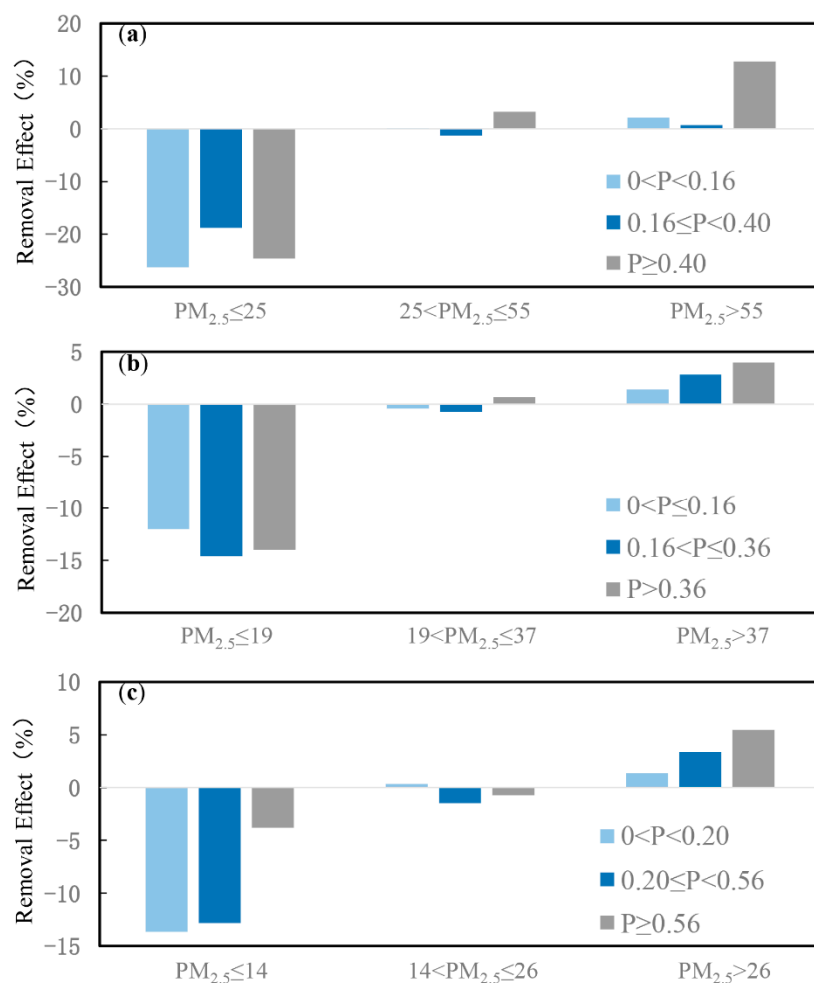 (a)
Removal Effect (%)
20
10
0
−10
−20
−30
0<P<0.16
0.16≤P<0.40
P≥0.40
PM2.5≤25
25<PM2.5≤55
PM2.5>55
(b)
Removal Effect (%)
5
0
−5
−10
−15
−20
0<P≤0.16
0.16<P≤0.36
P>0.36
PM2.5≤19
19<PM2.5≤37
PM2.5>37
(c)
Removal Effect (%)
10
5
0
−5
−10
−15
0<P<0.20
0.20≤P<0.56
P≥0.56
PM2.5≤14
14<PM2.5≤26
PM2.5>26